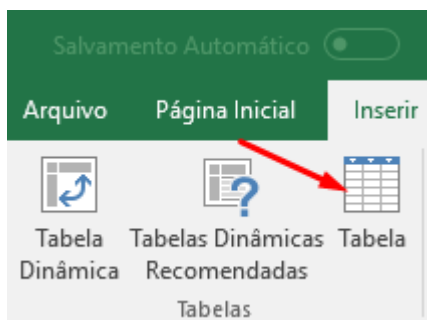 Salvamento Automático
Arquivo Página Inicial Inserir
Tabela Dinâmica
Tabelas Dinâmicas Recomendadas
Tabela
Tabelas